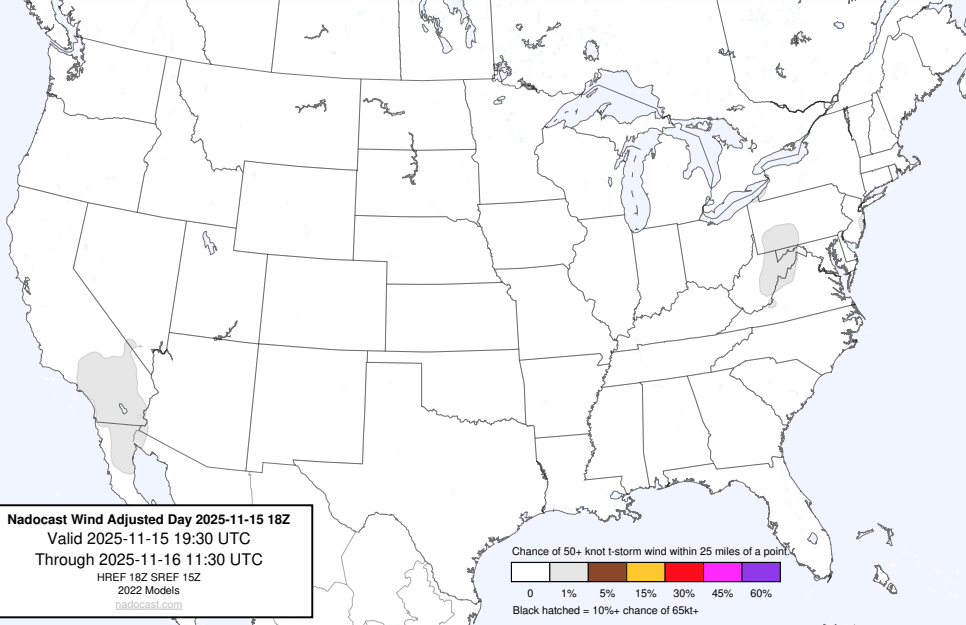 Nadocast Wind Adjusted Day 2025-11-15 18Z
Valid 2025-11-15 19:30 UTC
Through 2025-11-16 11:30 UTC
HREF 18Z SREF 15Z
2022 Models
nadocast.com
Chance of 50+ knot t-storm wind within 25 miles of a point.
0 1% 5% 15% 30% 45% 60%
Black hatched = 10%+ chance of 65kt+